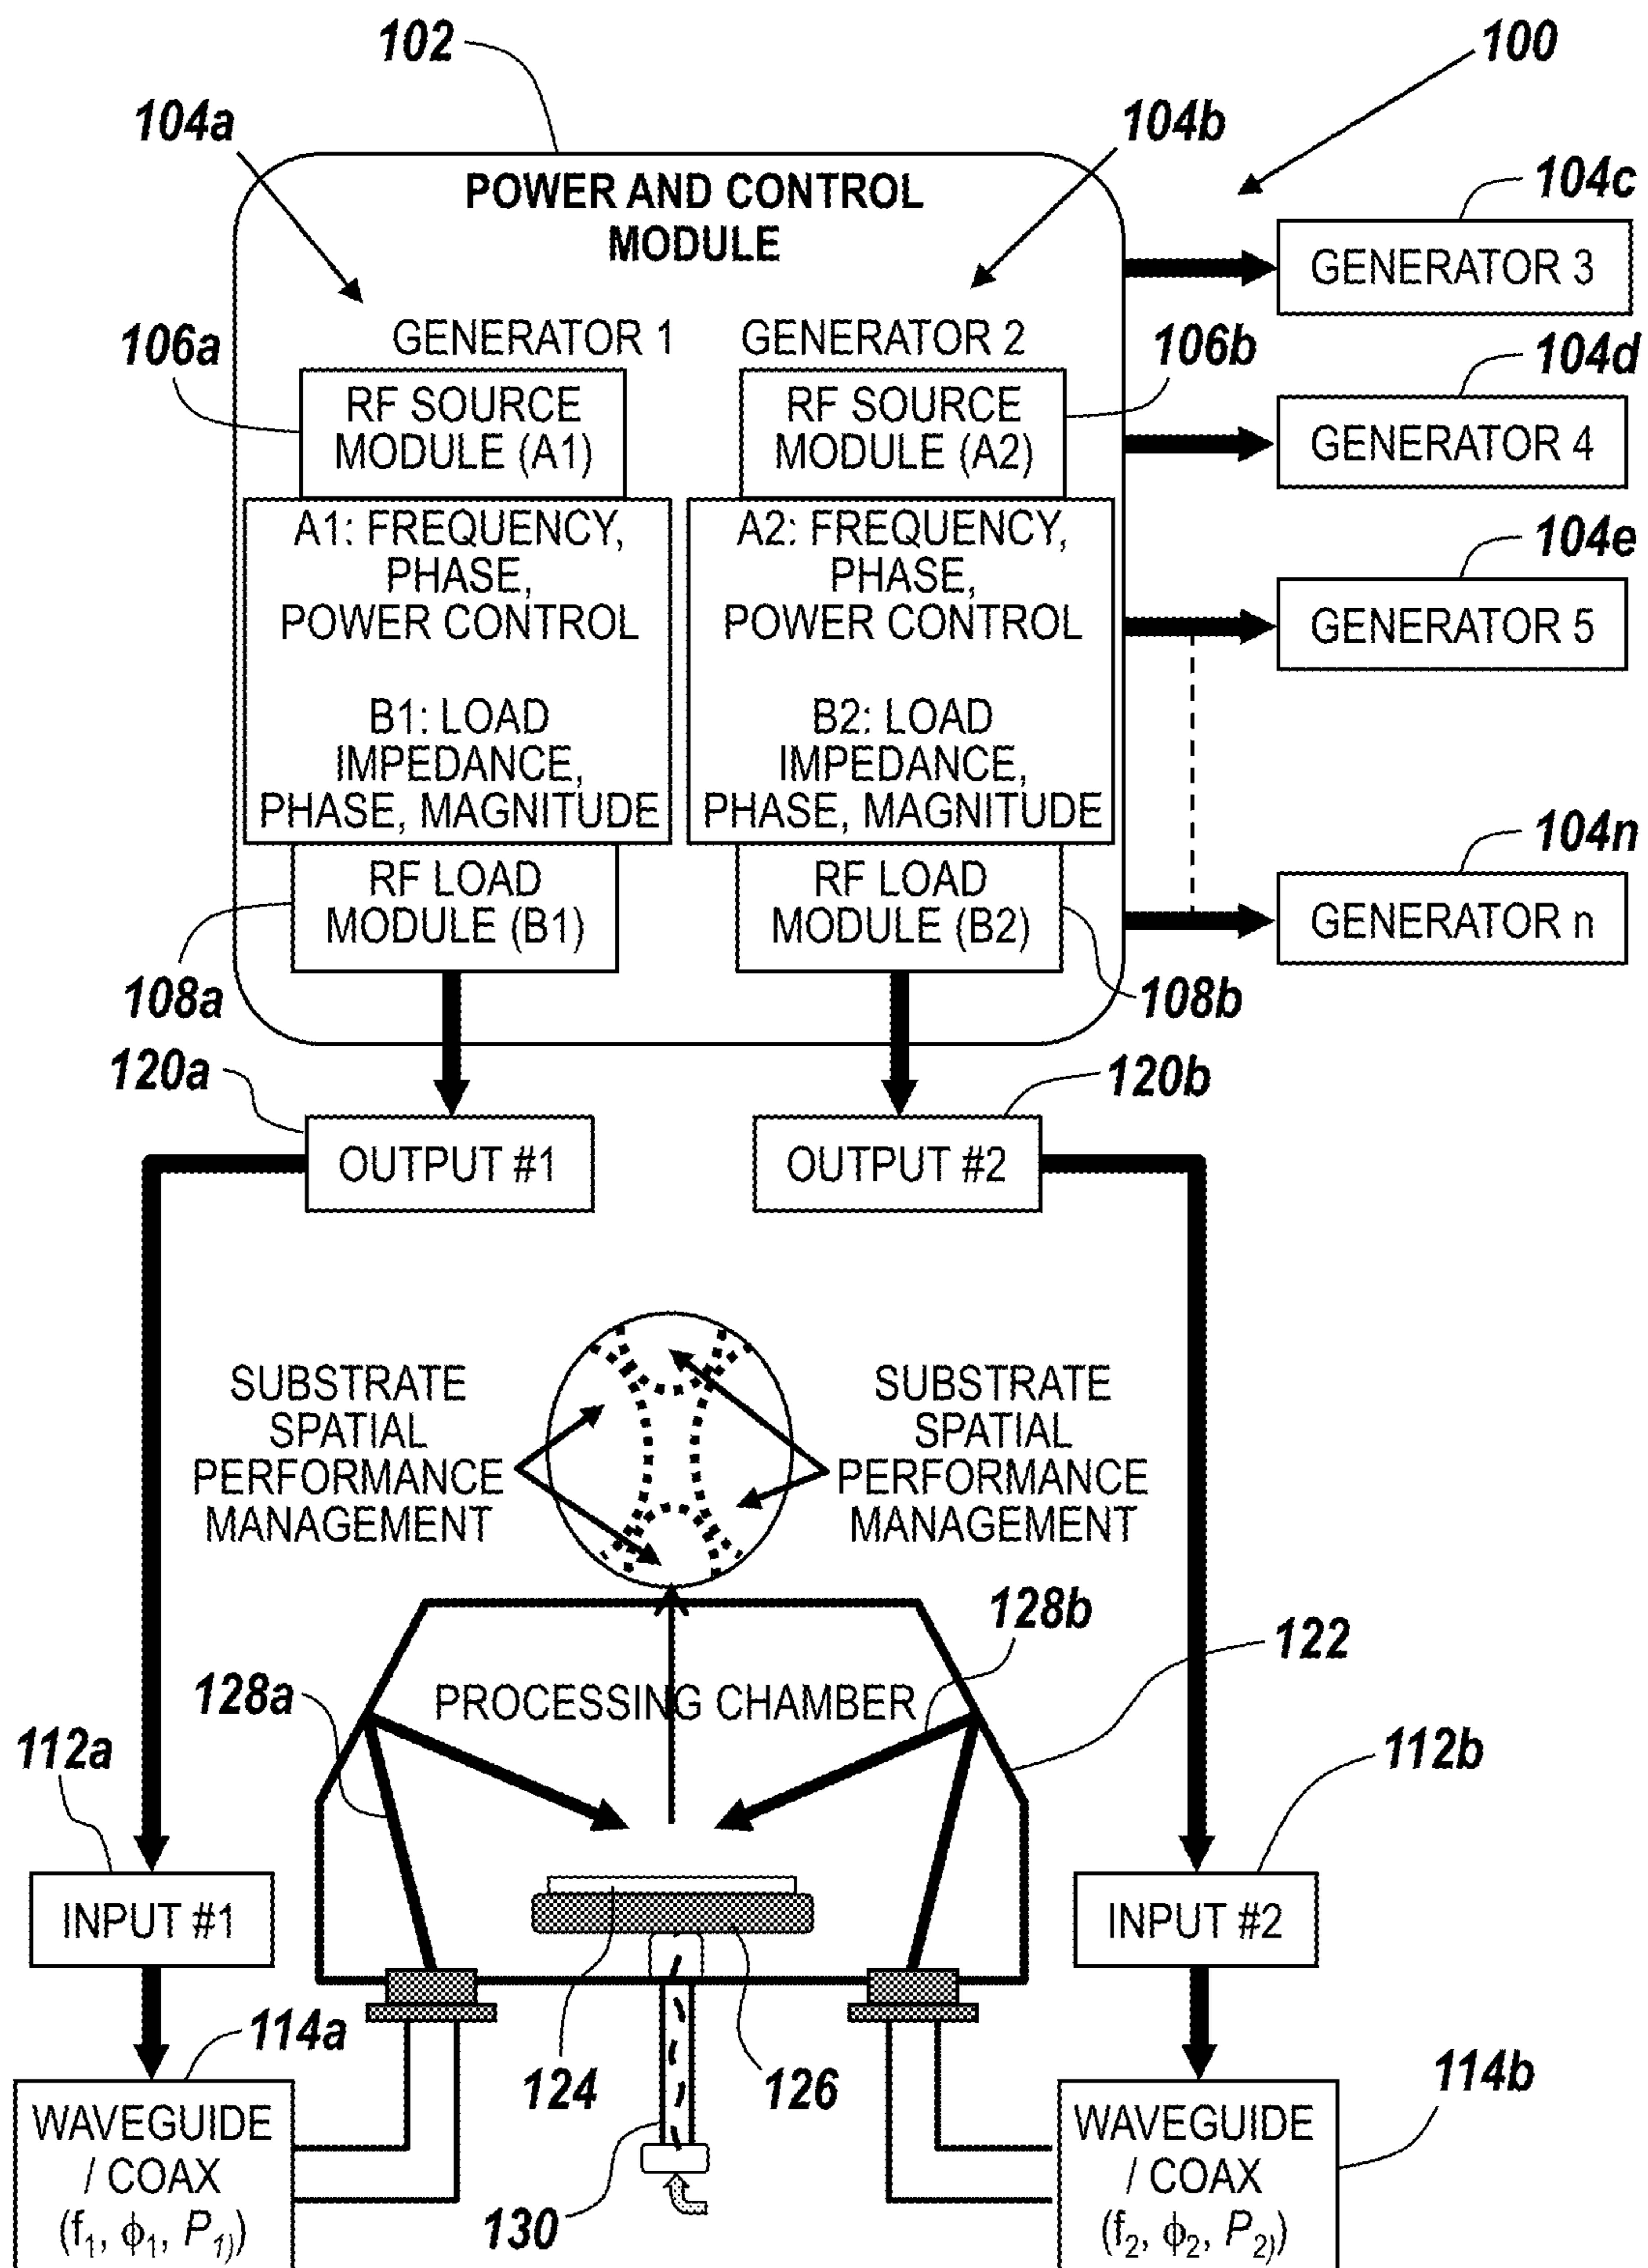 102
100
104a
104b
POWER AND CONTROL
MODULE
104c
GENERATOR 3
GENERATOR 1
GENERATOR 2
106a
106b
104d
RF SOURCE
MODULE (A1)
RF SOURCE
MODULE (A2)
GENERATOR 4
A1: FREQUENCY,
PHASE,
POWER CONTROL
A2: FREQUENCY,
PHASE,
POWER CONTROL
104e
GENERATOR 5
B1: LOAD
IMPEDANCE,
PHASE, MAGNITUDE
B2: LOAD
IMPEDANCE,
PHASE, MAGNITUDE
104n
GENERATOR n
RF LOAD
MODULE (B1)
RF LOAD
MODULE (B2)
108a
108b
120a
120b
OUTPUT #1
OUTPUT #2
SUBSTRATE
SPATIAL
PERFORMANCE
MANAGEMENT
SUBSTRATE
SPATIAL
PERFORMANCE
MANAGEMENT
128b
122
128a
PROCESSING CHAMBER
112a
112b
INPUT #1
INPUT #2
114a
124
126
114b
WAVEGUIDE
/ COAX
(f₁, ϕ₁, P₁₎)
130
WAVEGUIDE
/ COAX
(f₂, ϕ₂, P₂₎)